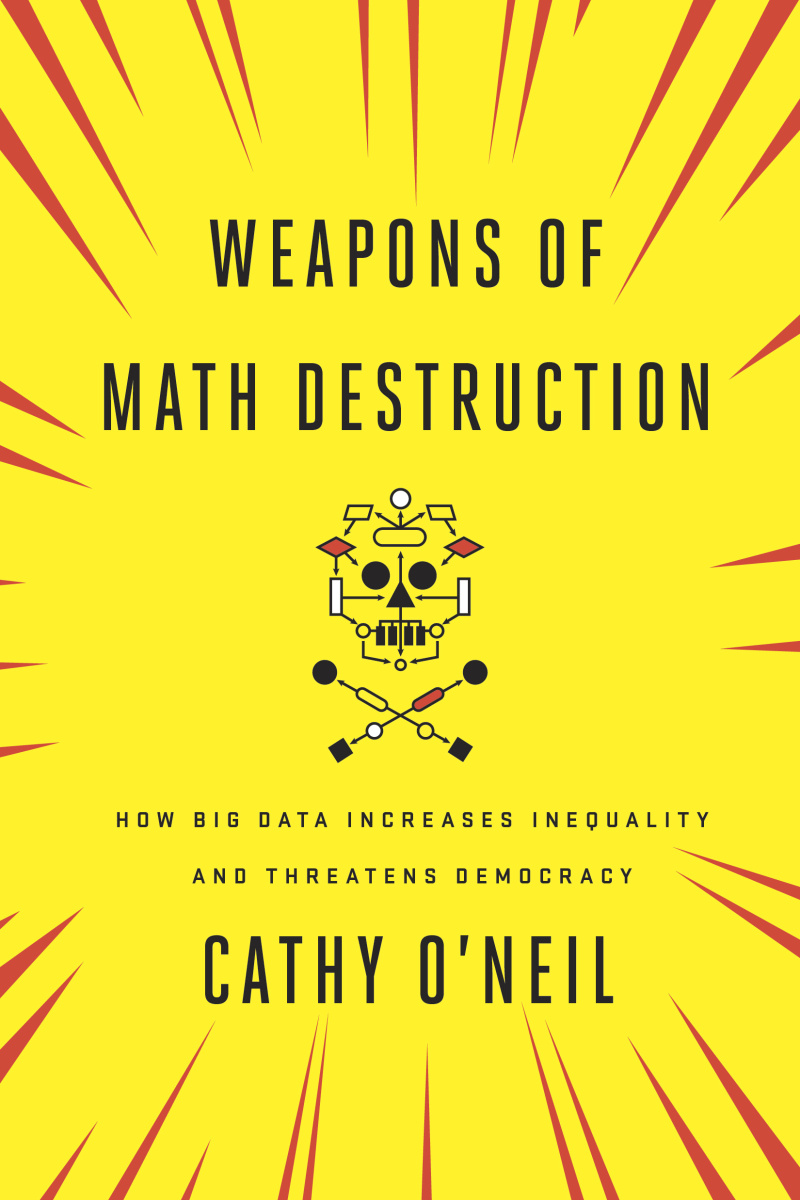 WEAPONS OF
MATH DESTRUCTION
HOW BIG DATA INCREASES INEQUALITY
AND THREATENS DEMOCRACY
CATHY O'NEIL